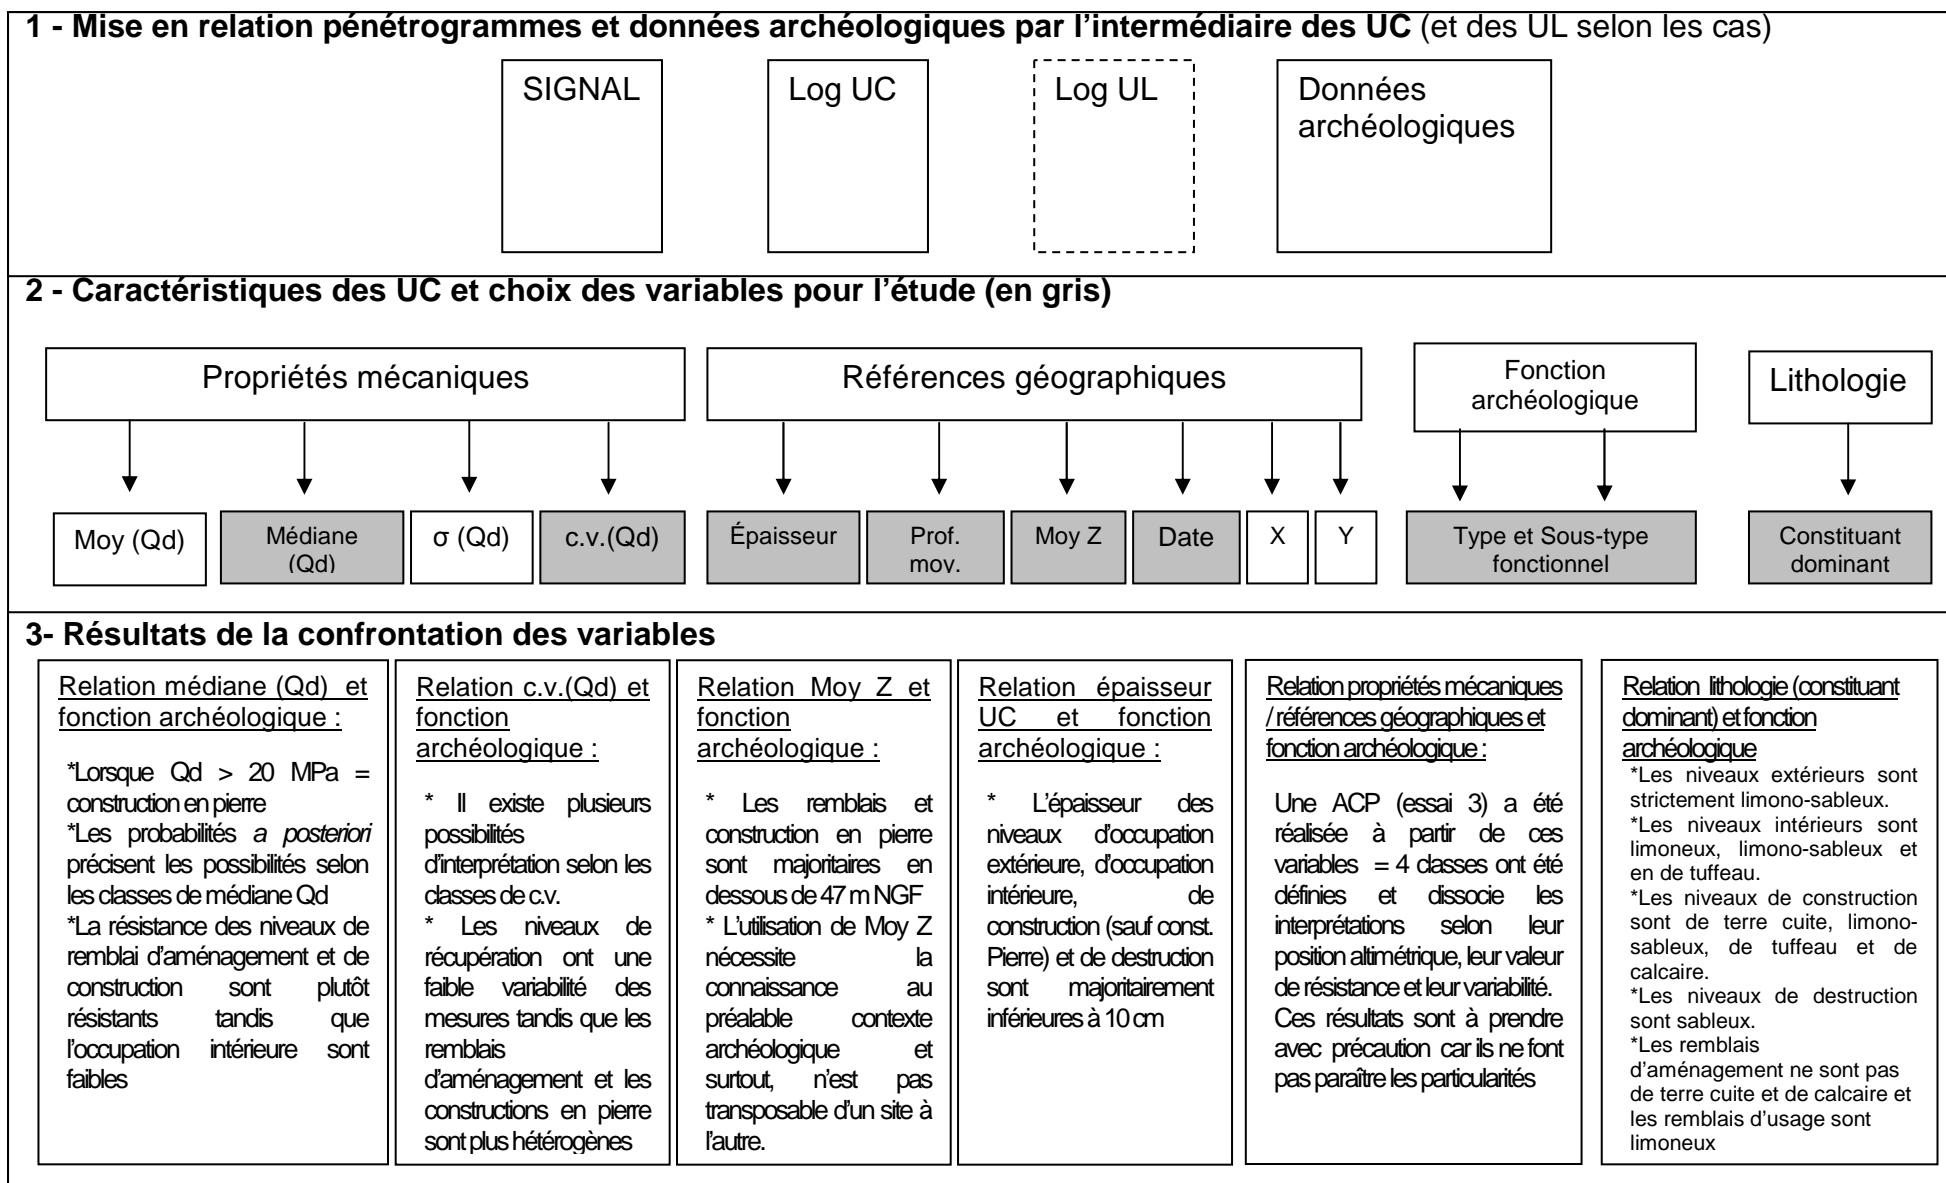 1 - Mise en relation pénétrogrammes et données archéologiques par l'intermédiaire des UC (et des UL selon les cas)
SIGNAL
Log UC
Log UL
Données
archéologiques
2 - Caractéristiques des UC et choix des variables pour l'étude (en gris)
Propriétés mécaniques
Références géographiques
Fonction
archéologique
Lithologie
Moy (Qd)
Médiane
(Qd)
σ (Qd)
c.v.(Qd)
Épaisseur
Prof.
moy.
Moy Z
Date
X
Y
Type et Sous-type
fonctionnel
Constituant
dominant
3- Résultats de la confrontation des variables
Relation médiane (Qd) et
fonction archéologique :
*Lorsque Qd > 20 MPa =
construction en pierre
*Les probabilités a posteriori
précisent les possibilités selon
les classes de médiane Qd
*La résistance des niveaux de
remblai d'aménagement et de
construction sont plutôt
résistants tandis que
l'occupation intérieure sont
faibles
Relation c.v.(Qd) et
fonction
archéologique :
* Il existe plusieurs
possibilités
d'interprétation selon les
classes de c.v.
* Les niveaux de
récupération ont une
faible variabilité des
mesures tandis que les
remblais
d'aménagement et les
constructions en pierre
sont plus hétérogènes
Relation Moy Z et
fonction
archéologique :
* Les remblais et
construction en pierre
sont majoritaires en
dessous de 47 m NGF
* L'utilisation de Moy Z
nécessite la
connaissance au
préalable contexte
archéologique et
surtout, n'est pas
transposable d'un site à
l'autre.
Relation épaisseur
UC et fonction
archéologique :
* L'épaisseur des
niveaux d'occupation
extérieure, d'occupation
intérieure, de
construction (sauf const.
Pierre) et de destruction
sont majoritairement
inférieures à 10 cm
Relation propriétés mécaniques
/ références géographiques et
fonction archéologique :
Une ACP (essai 3) a été
réalisée à partir de ces
variables = 4 classes ont été
définies et dissocie les
interprétations selon leur
position altimétrique, leur valeur
de résistance et leur variabilité.
Ces résultats sont à prendre
avec précaution car ils ne font
pas paraître les particularités
Relation lithologie (constituant
dominant) et fonction
archéologique
*Les niveaux extérieurs sont
strictement limono-sableux.
*Les niveaux intérieurs sont
limoneux, limono-sableux et
en de tuffeau.
*Les niveaux de construction
sont de terre cuite, limono-
sableux, de tuffeau et de
calcaire.
*Les niveaux de destruction
sont sableux.
*Les remblais
d'aménagement ne sont pas
de terre cuite et de calcaire et
les remblais d'usage sont
limoneux